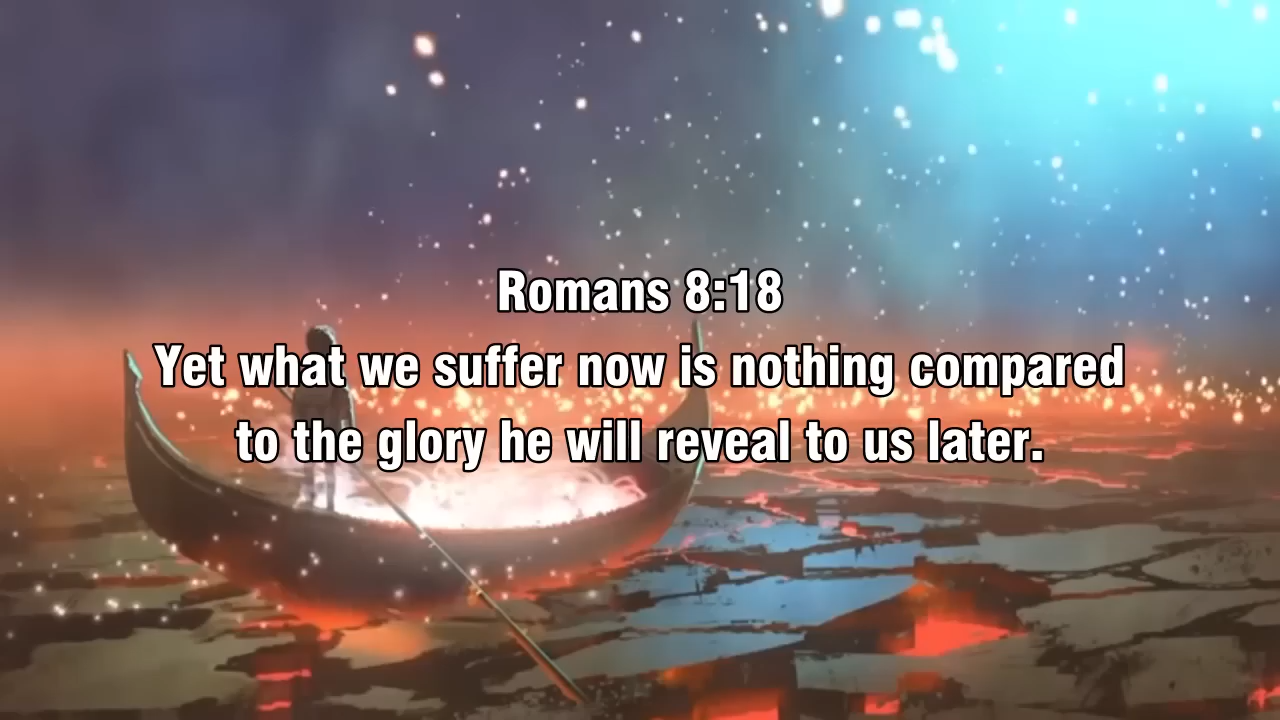 Romans 8:18
Yet what we suffer now is nothing compared
to the glory he will reveal to us later.